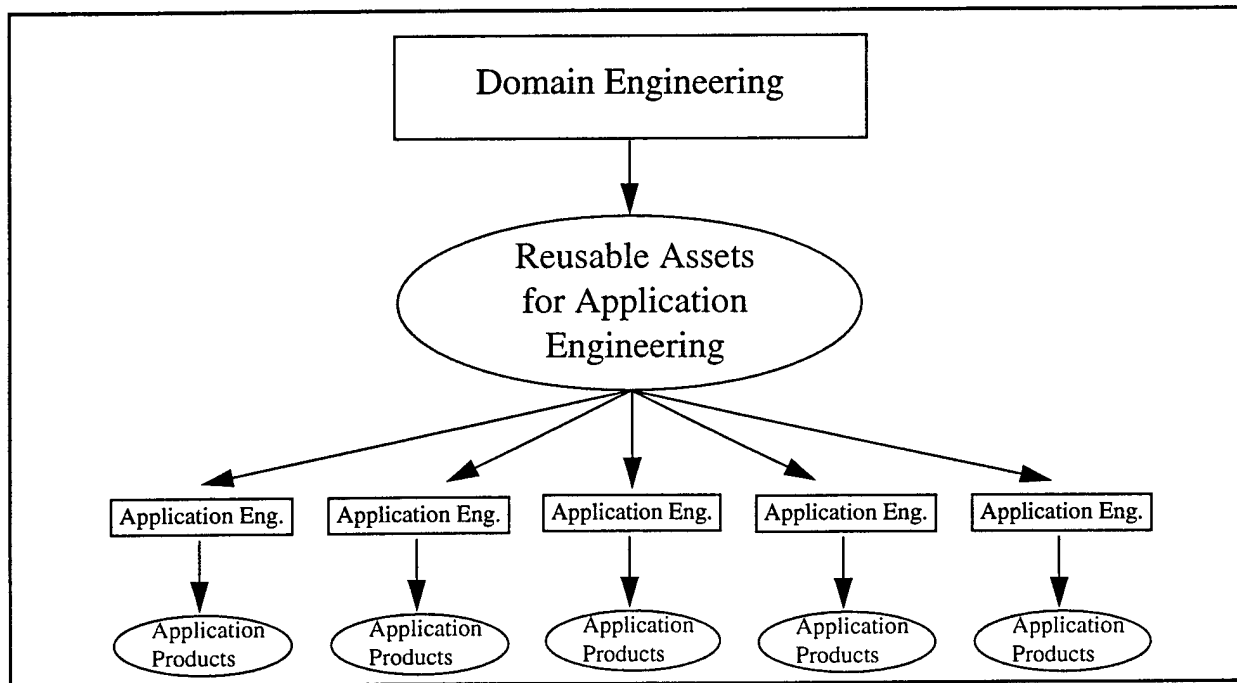 Domain Engineering
Reusable Assets
for Application
Engineering
Application Eng.
Application Eng.
Application Eng.
Application Eng.
Application Eng.
Application
Products
Application
Products
Application
Products
Application
Products
Application
Products